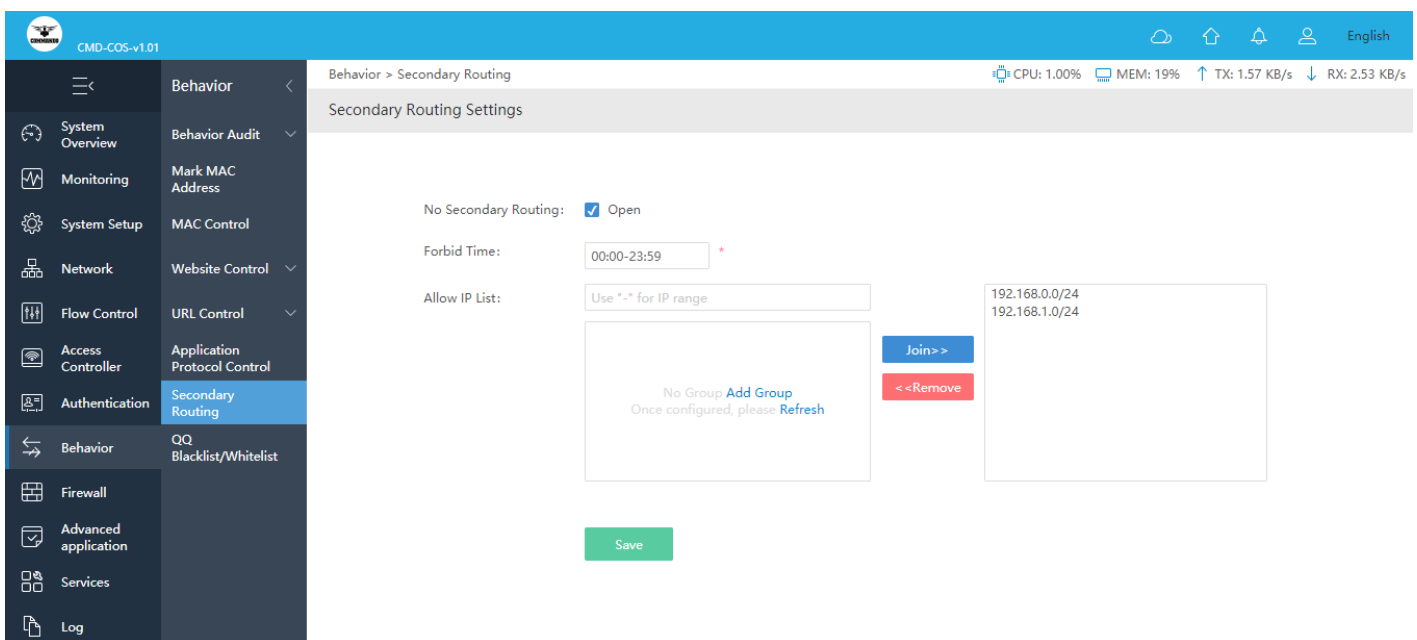 COMMANDO
CMD-COS-v1.01
English
Behavior
Behavior > Secondary Routing
CPU: 1.00%
MEM: 19%
TX: 1.57 KB/s
RX: 2.53 KB/s
Secondary Routing Settings
System
Overview
Monitoring
System Setup
Network
Flow Control
Access
Controller
Authentication
Behavior
Firewall
Advanced
application
Services
Log
Behavior Audit
Mark MAC
Address
MAC Control
Website Control
URL Control
Application
Protocol Control
Secondary
Routing
QQ
Blacklist/Whitelist
No Secondary Routing:
Open
Forbid Time:
00:00-23:59
*
Allow IP List:
Use "-" for IP range
No Group Add Group
Once configured, please Refresh
Join>>
<<Remove
192.168.0.0/24
192.168.1.0/24
Save